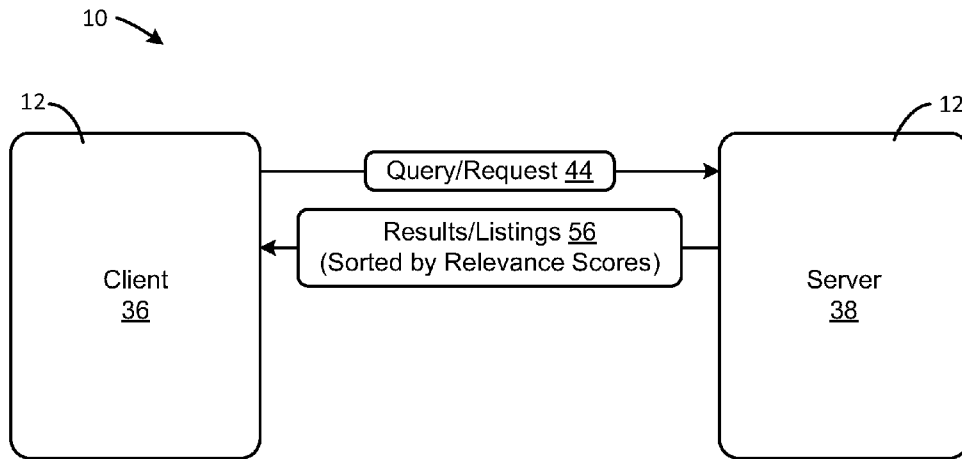 10
12
12
Query/Request 44
Results/Listings 56
(Sorted by Relevance Scores)
Client
36
Server
38